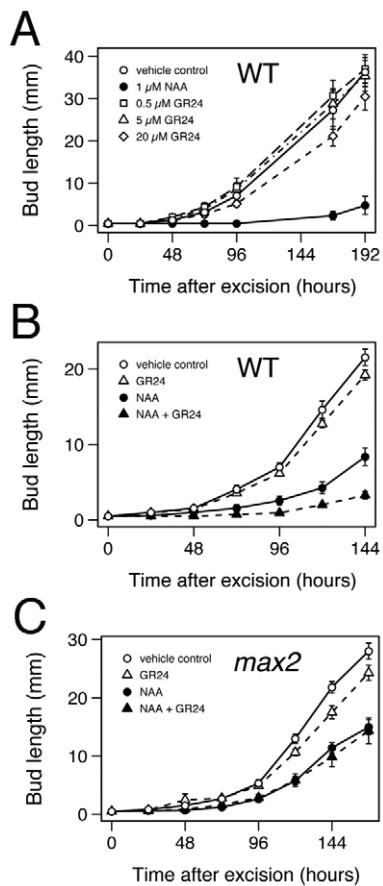 A
WT
vehicle control
1 µM NAA
0.5 µM GR24
5 µM GR24
20 µM GR24
Bud length (mm)
40
30
20
10
0
0 48 96 144 192
Time after excision (hours)
B
WT
vehicle control
GR24
NAA
NAA + GR24
Bud length (mm)
20
10
0
0 48 96 144
Time after excision (hours)
C
max2
vehicle control
GR24
NAA
NAA + GR24
Bud length (mm)
30
20
10
0
0 48 96 144
Time after excision (hours)